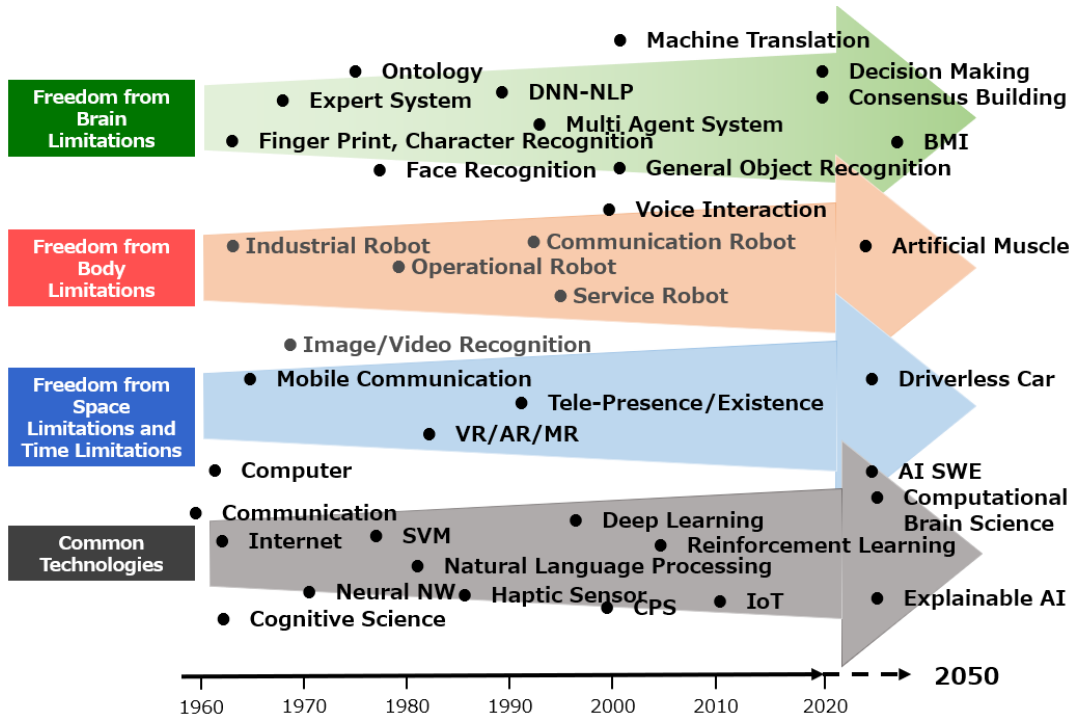 Machine Translation
Ontology
Decision Making
Freedom from
Brain
Limitations
Expert System
DNN-NLP
Consensus Building
Multi Agent System
Finger Print, Character Recognition
BMI
Face Recognition
General Object Recognition
Voice Interaction
Freedom from
Body
Limitations
Industrial Robot
Communication Robot
Artificial Muscle
Operational Robot
Service Robot
Image/Video Recognition
Freedom from
Space
Limitations and
Time Limitations
Mobile Communication
Driverless Car
Tele-Presence/Existence
VR/AR/MR
Computer
AI SWE
Computational
Brain Science
Communication
Deep Learning
Common
Technologies
Internet
SVM
Reinforcement Learning
Natural Language Processing
Neural NW
Haptic Sensor
CPS
IoT
Explainable AI
Cognitive Science
2050
1960
1970
1980
1990
2000
2010
2020